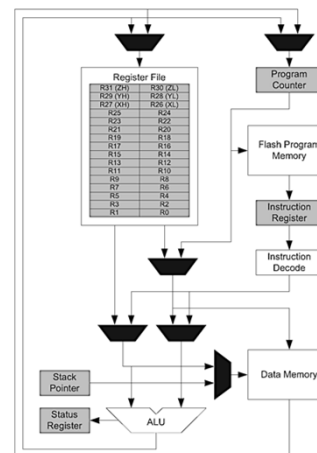 Register File
R31 (ZH) R30 (ZL)
R29 (YH) R28 (YL)
R27 (XH) R26 (XL)
R25 R24
R23 R22
R21 R20
R19 R18
R17 R16
R15 R14
R13 R12
R11 R10
R9 R8
R7 R6
R5 R4
R3 R2
R1 R0
Program
Counter
Flash Program
Memory
Instruction
Register
Instruction
Decode
Data Memory
Stack
Pointer
Status
Register
ALU